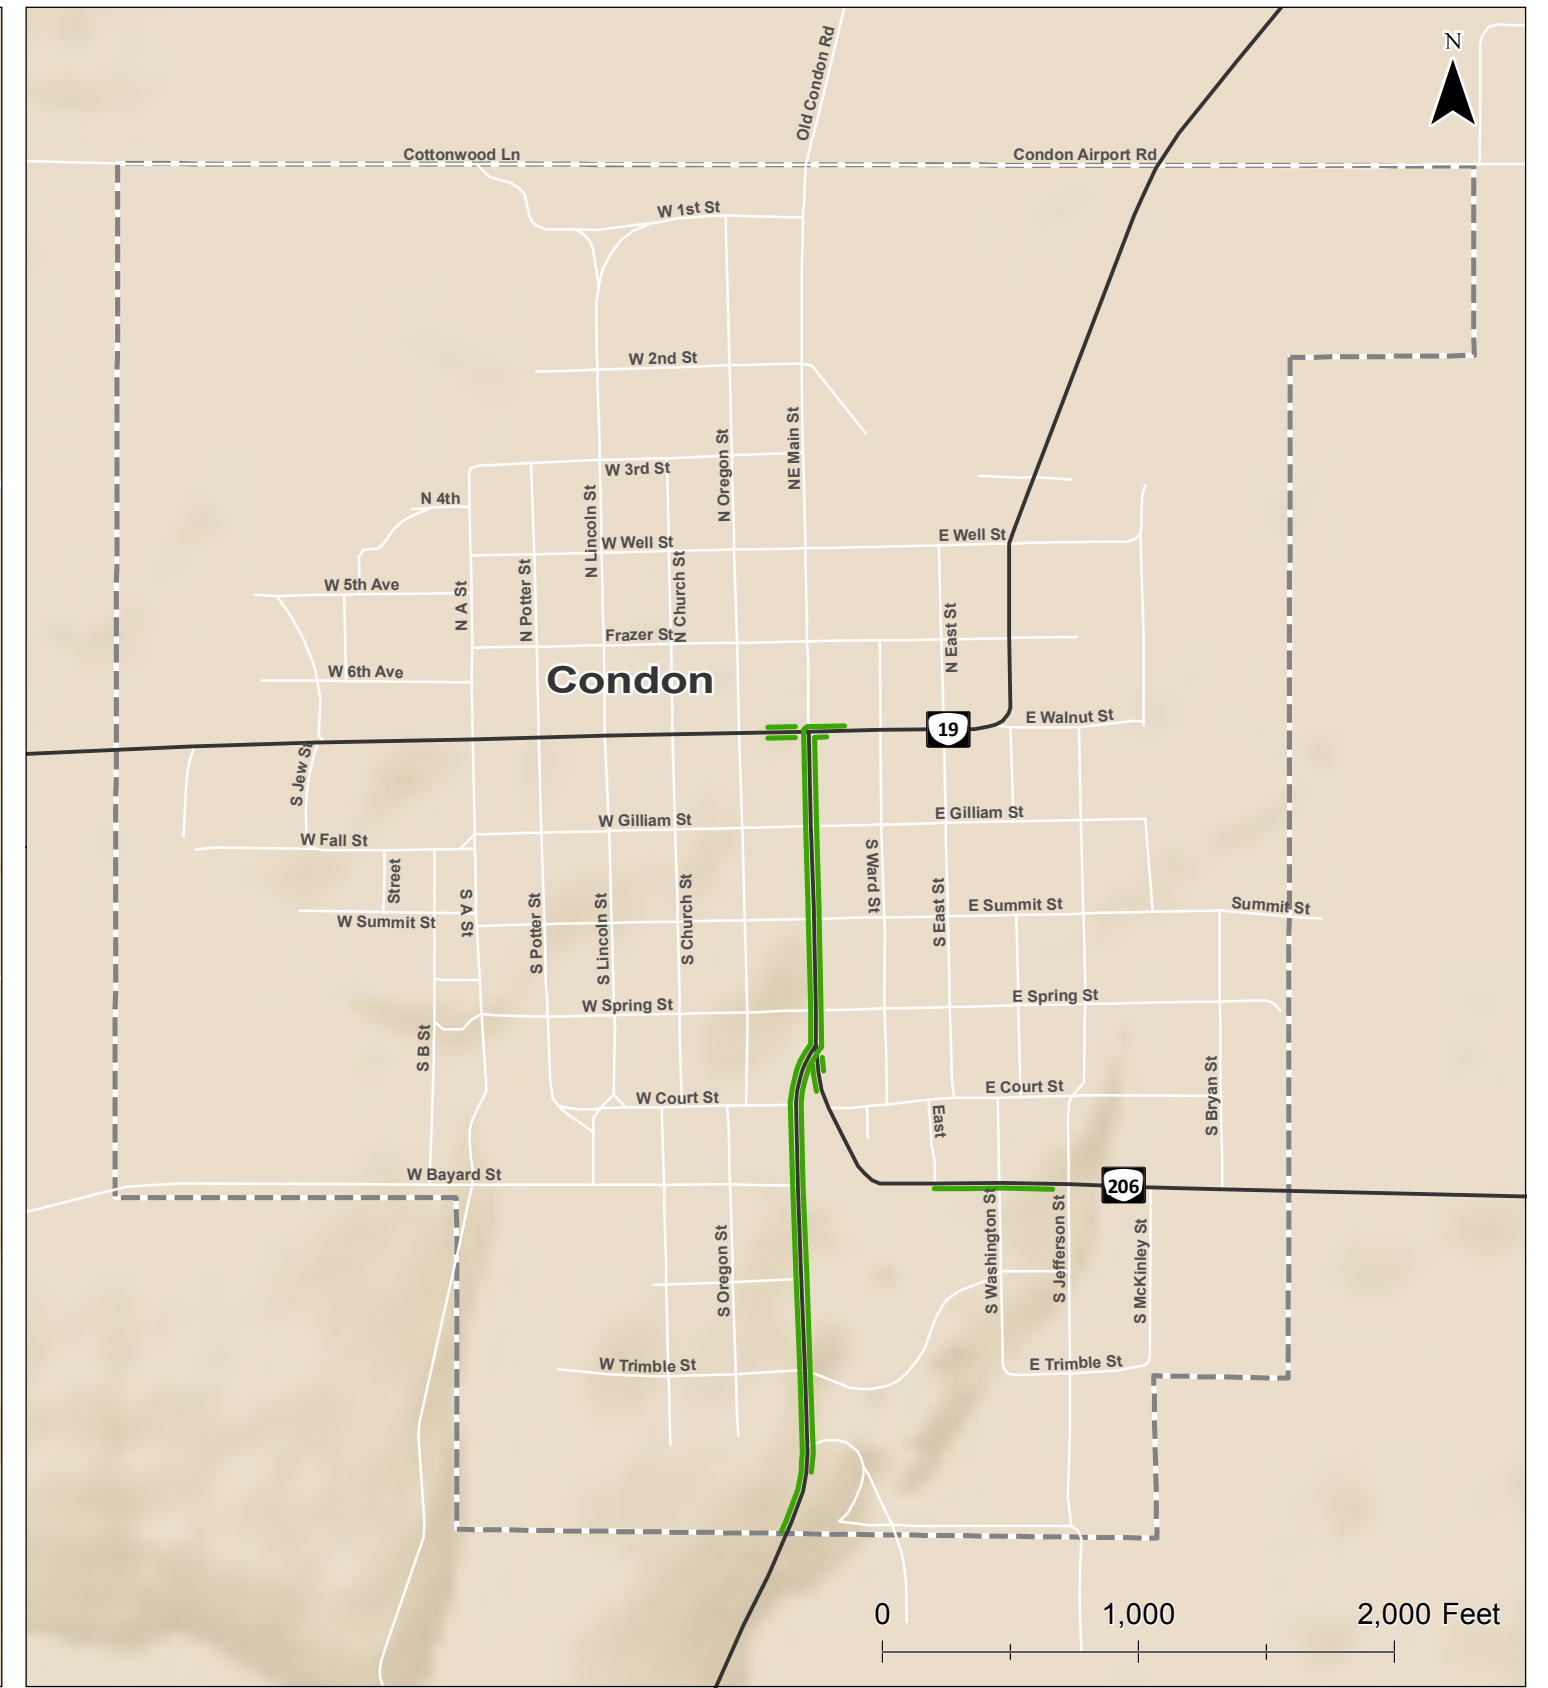 N
Old Condon Rd
Cottonwood Ln
Condon Airport Rd
W 1st St
W 2nd St
NE Main St
N Oregon St
W 3rd St
N 4th
N Lincoln St
W Well St
E Well St
N Church St
N Potter St
W 5th Ave
N A St
N East St
Frazer St
W 6th Ave
Condon
E Walnut St
19
S Jew St
E Gilliam St
W Gilliam St
W Fall St
Street
S Ward St
S A St
S Potter St
S Lincoln St
S Church St
S East St
E Summit St
Summit St
W Summit St
E Spring St
W Spring St
S B St
S Bryan St
E Court St
W Court St
East
W Bayard St
206
S Washington St
S Jefferson St
S McKinley St
S Oregon St
W Trimble St
E Trimble St
0 1,000 2,000 Feet